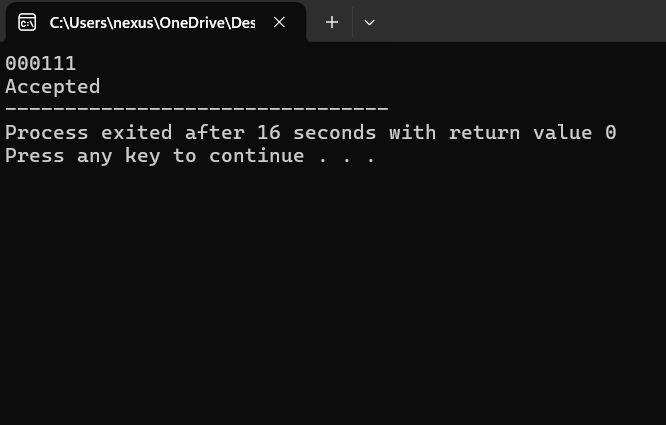 C:\Users\nexus\OneDrive\Des
000111
Accepted
--------------------------------
Process exited after 16 seconds with return value 0
Press any key to continue . . .